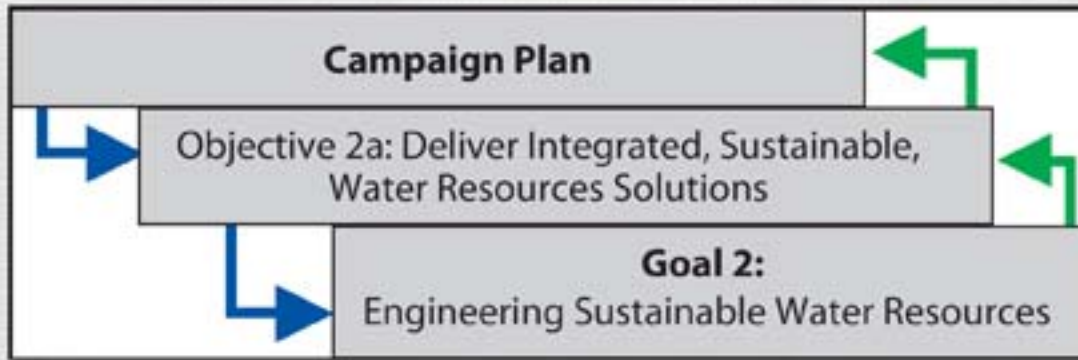 Campaign Plan
Objective 2a: Deliver Integrated, Sustainable,
Water Resources Solutions
Goal 2:
Engineering Sustainable Water Resources